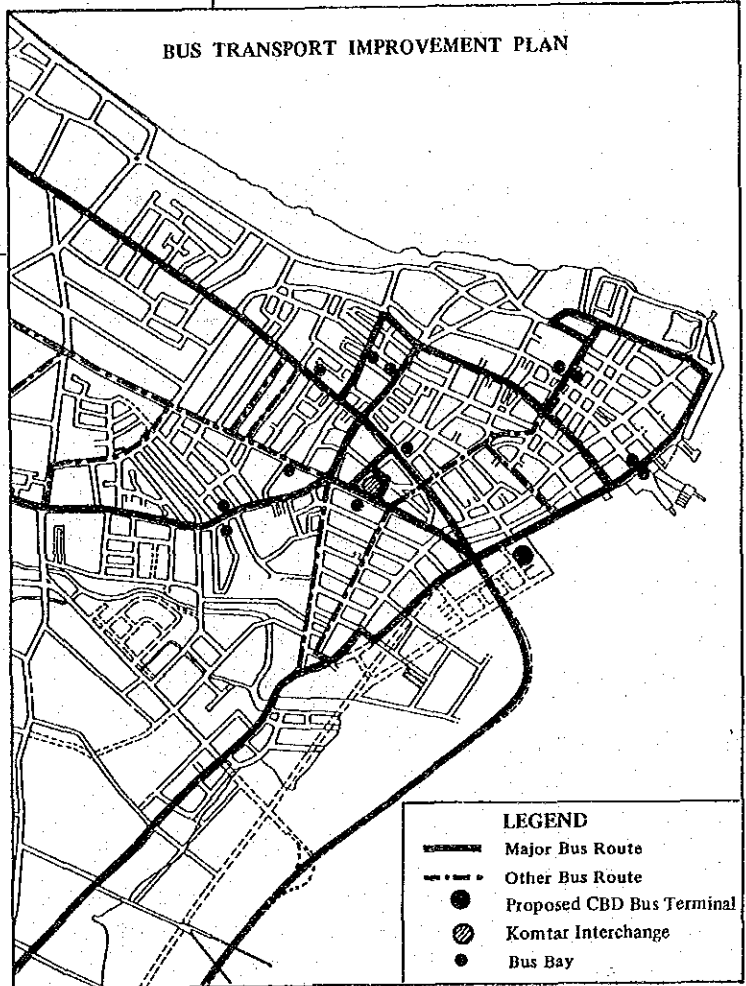 BUS TRANSPORT IMPROVEMENT PLAN
LEGEND
Major Bus Route
Other Bus Route
Proposed CBD Bus Terminal
Komtar Interchange
Bus Bay